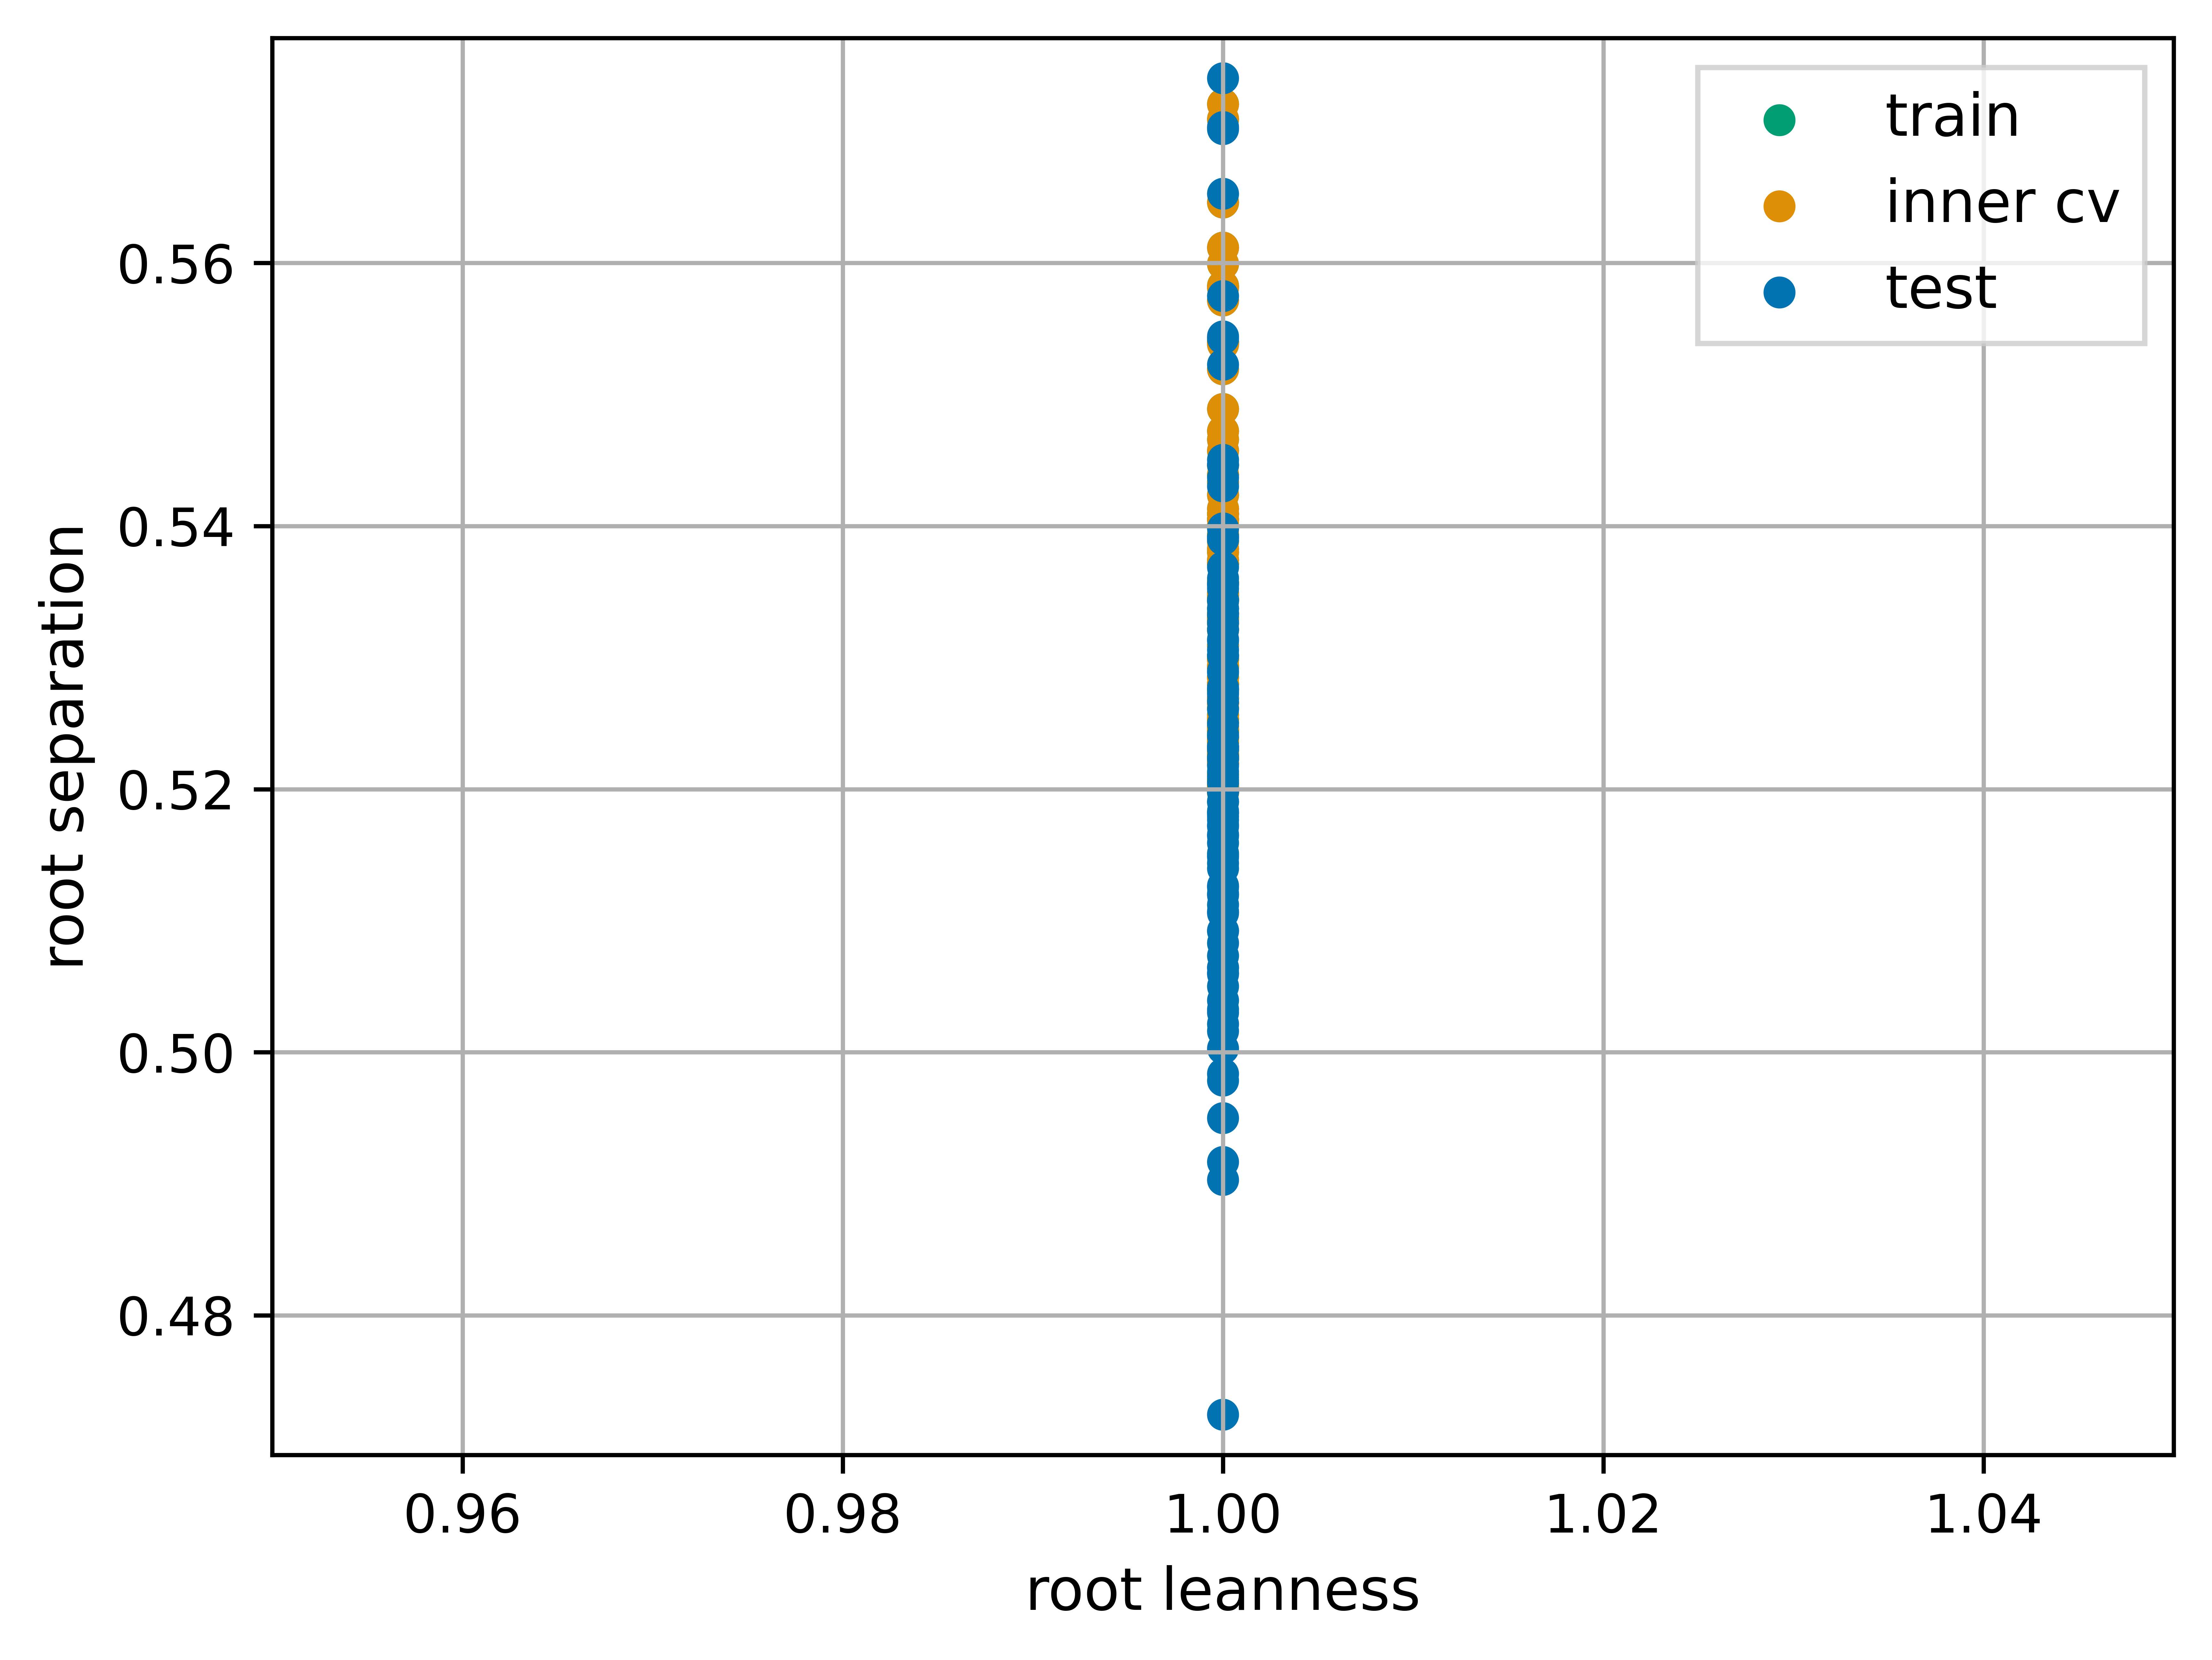 train
inner cv
test
0.56
0.54
0.52
0.50
0.48
root separation
0.96
0.98
1.00
1.02
1.04
root leanness